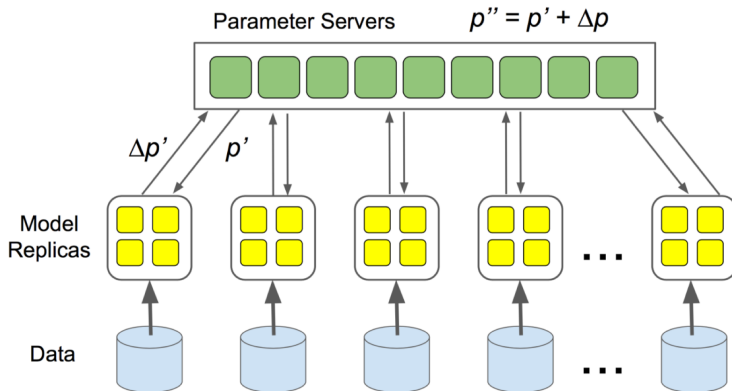 Parameter Servers
p'' = p' + Δp
Δp'
p'
Model
Replicas
...
Data
...